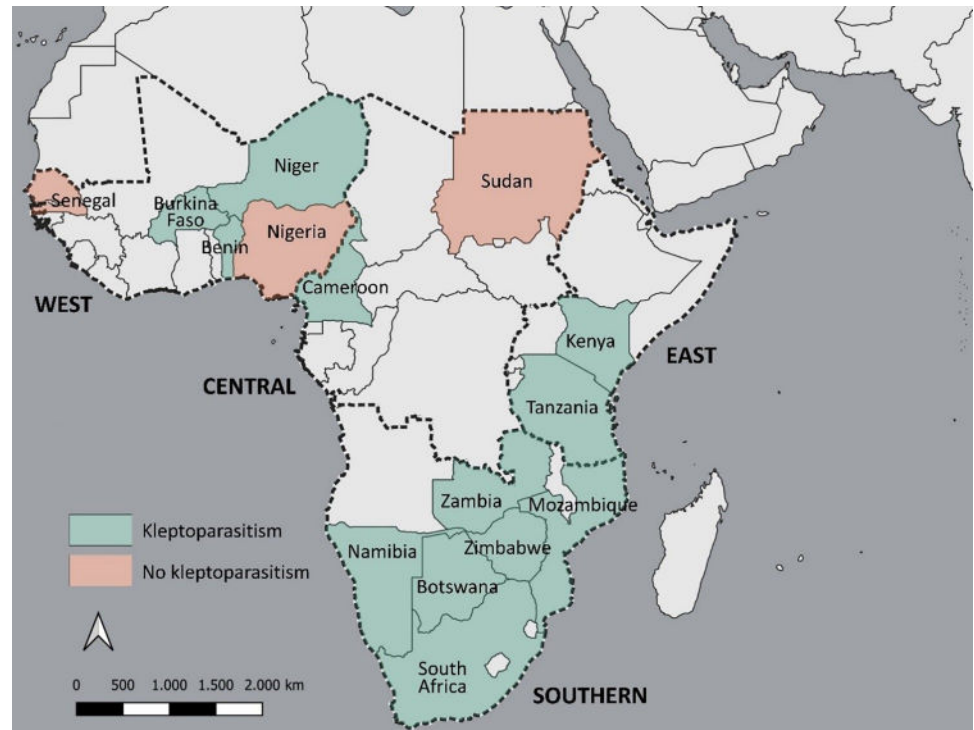 Niger
Sudan
Senegal
Burkina
Faso
Nigeria
Benin
Cameroon
WEST
Kenya
EAST
CENTRAL
Tanzania
Zambia
Mozambique
Kleptoparasitism
Namibia
Zimbabwe
No kleptoparasitism
Botswana
South
Africa
0 500 1.000 1.500 2.000 km
SOUTHERN